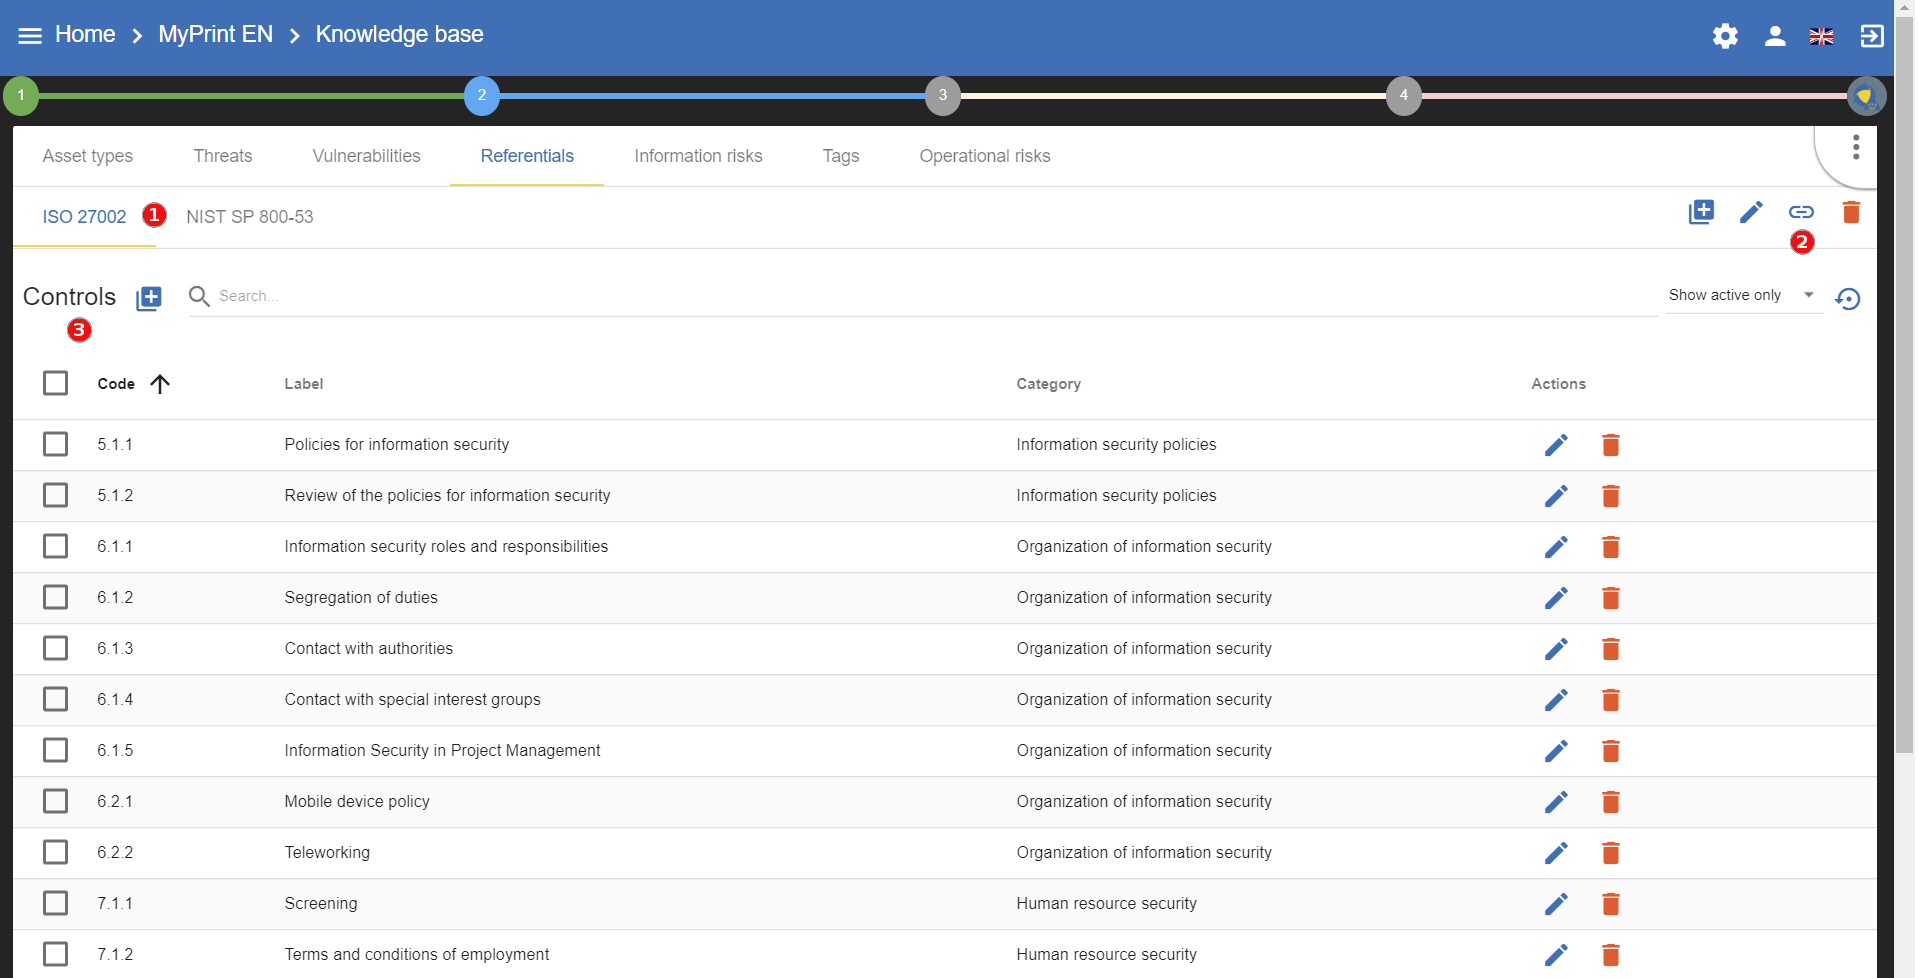 Home > MyPrint EN > Knowledge base
1 2 3 4
Asset types Threats Vulnerabilities Referentials Information risks Tags Operational risks
ISO 27002 1 NIST SP 800-53
2
Controls Search... Show active only
3
Code Label Category Actions
5.1.1 Policies for information security Information security policies
5.1.2 Review of the policies for information security Information security policies
6.1.1 Information security roles and responsibilities Organization of information security
6.1.2 Segregation of duties Organization of information security
6.1.3 Contact with authorities Organization of information security
6.1.4 Contact with special interest groups Organization of information security
6.1.5 Information Security in Project Management Organization of information security
6.2.1 Mobile device policy Organization of information security
6.2.2 Teleworking Organization of information security
7.1.1 Screening Human resource security
7.1.2 Terms and conditions of employment Human resource security